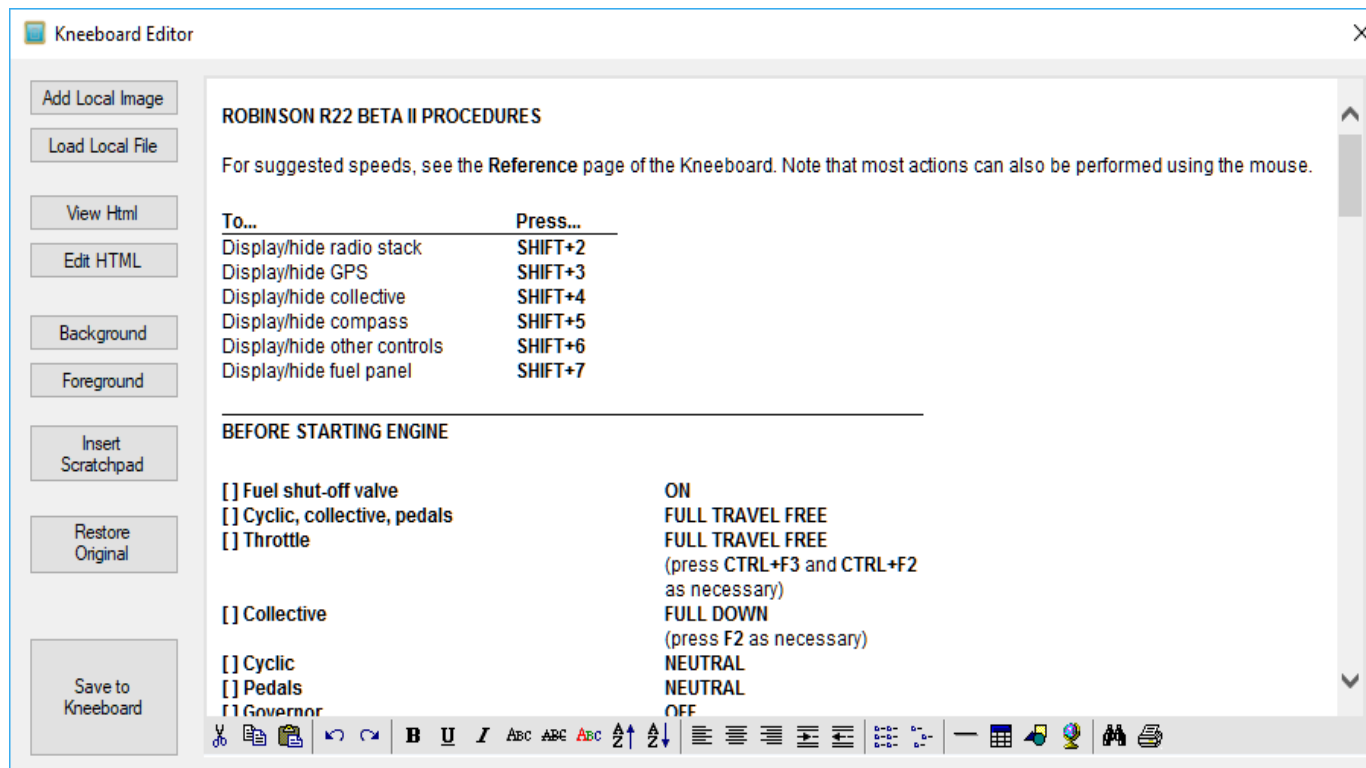 Kneeboard Editor
Add Local Image
Load Local File
View Html
Edit HTML
Background
Foreground
Insert
Scratchpad
Restore
Original
Save to
Kneeboard
ROBINSON R22 BETA II PROCEDURES
For suggested speeds, see the Reference page of the Kneeboard. Note that most actions can also be performed using the mouse.
To... Press...
Display/hide radio stack SHIFT+2
Display/hide GPS SHIFT+3
Display/hide collective SHIFT+4
Display/hide compass SHIFT+5
Display/hide other controls SHIFT+6
Display/hide fuel panel SHIFT+7
BEFORE STARTING ENGINE
[ ] Fuel shut-off valve ON
[ ] Cyclic, collective, pedals FULL TRAVEL FREE
[ ] Throttle FULL TRAVEL FREE
(press CTRL+F3 and CTRL+F2
as necessary)
[ ] Collective FULL DOWN
(press F2 as necessary)
[ ] Cyclic NEUTRAL
[ ] Pedals NEUTRAL
[ ] Governor OFF
B U I ABC ABC ABC AZ AZ